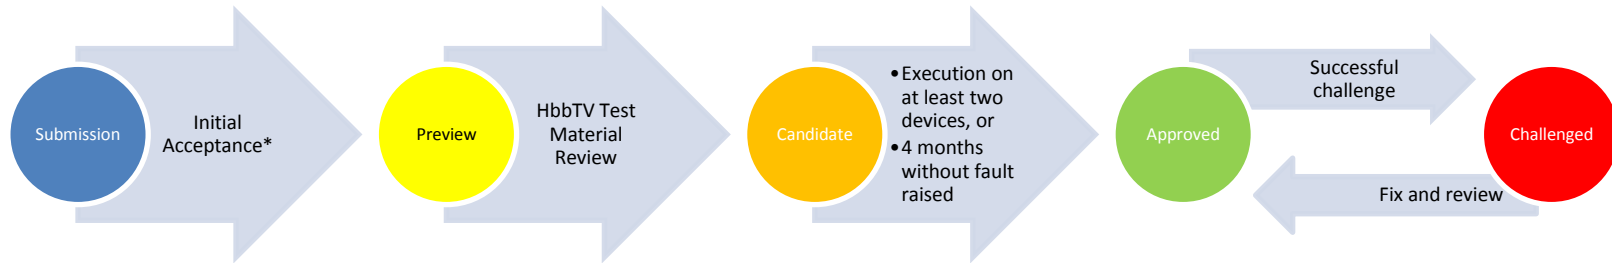 Submission
Initial
Acceptance*
Preview
HbbTV Test
Material
Review
Candidate
•Execution on
at least two
devices, or
•4 months
without fault
raised
Approved
Successful
challenge
Challenged
Fix and review